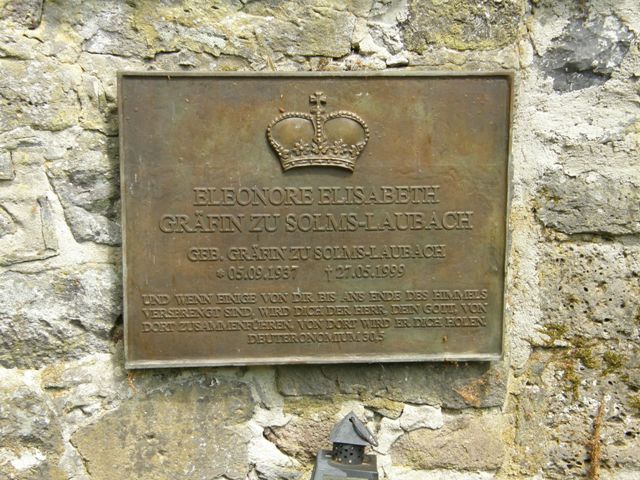 ELEONORE ELISABETH
GRÄFIN ZU SOLMS-LAUBACH
GEB. GRÄFIN ZU SOLMS-LAUBACH
*05.09.1937 †27.05.1999
UND WENN EINIGE VON DIR BIS ANS ENDE DES HIMMELS
VERSPRENGT SIND, WIRD DICH DER HERR, DEIN GOTT, VON
DORT ZUSAMMENFÜHREN, VON DORT WIRD ER DICH HOLEN.
DEUTERONOMIUM 30,5